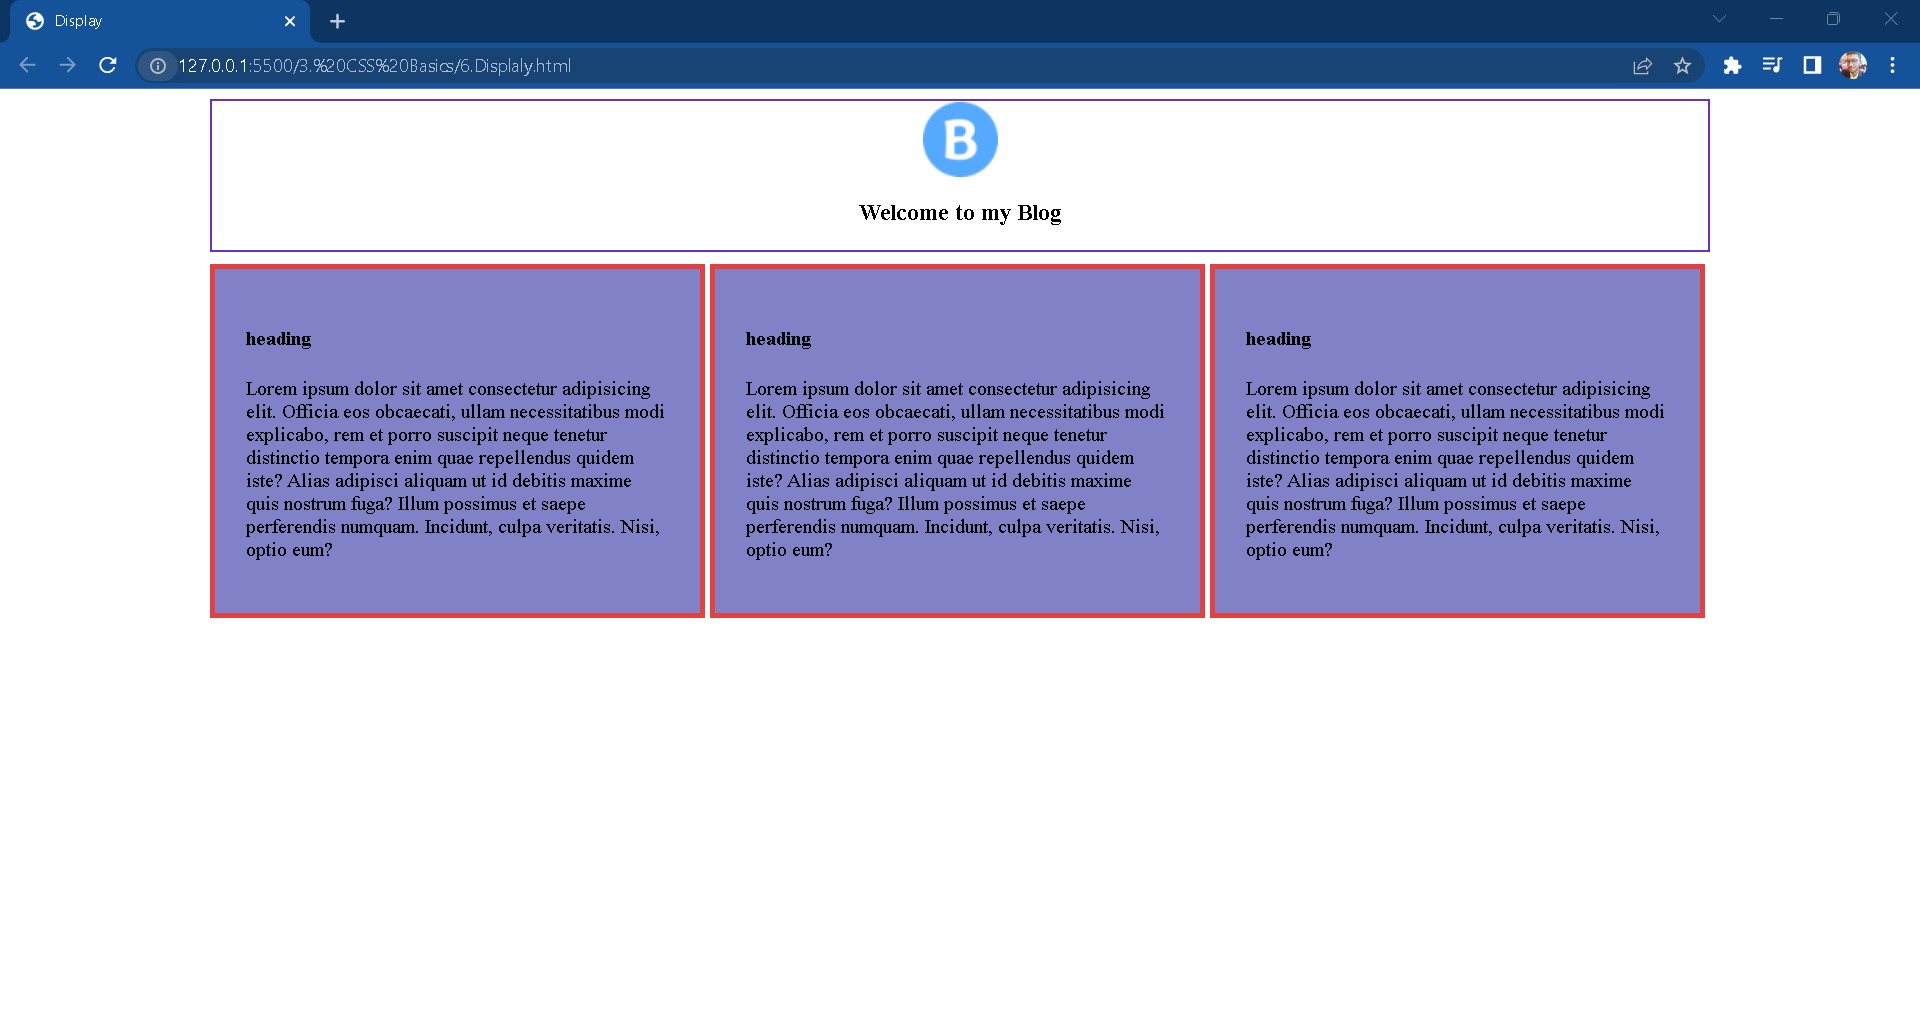 Display
127.0.0.1:5500/3.%20CSS%20Basics/6.Displaly.html
B
Welcome to my Blog
heading
Lorem ipsum dolor sit amet consectetur adipisicing
elit. Officia eos obcaecati, ullam necessitatibus modi
explicabo, rem et porro suscipit neque tenetur
distinctio tempora enim quae repellendus quidem
iste? Alias adipisci aliquam ut id debitis maxime
quis nostrum fuga? Illum possimus et saepe
perferendis numquam. Incidunt, culpa veritatis. Nisi,
optio eum?
heading
Lorem ipsum dolor sit amet consectetur adipisicing
elit. Officia eos obcaecati, ullam necessitatibus modi
explicabo, rem et porro suscipit neque tenetur
distinctio tempora enim quae repellendus quidem
iste? Alias adipisci aliquam ut id debitis maxime
quis nostrum fuga? Illum possimus et saepe
perferendis numquam. Incidunt, culpa veritatis. Nisi,
optio eum?
heading
Lorem ipsum dolor sit amet consectetur adipisicing
elit. Officia eos obcaecati, ullam necessitatibus modi
explicabo, rem et porro suscipit neque tenetur
distinctio tempora enim quae repellendus quidem
iste? Alias adipisci aliquam ut id debitis maxime
quis nostrum fuga? Illum possimus et saepe
perferendis numquam. Incidunt, culpa veritatis. Nisi,
optio eum?